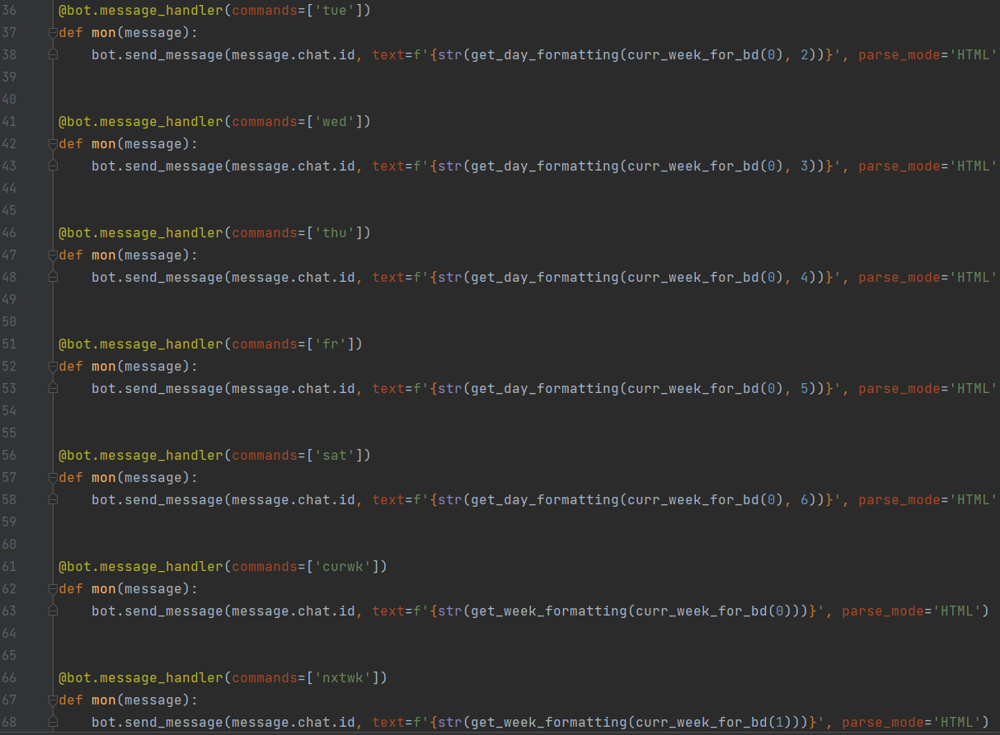 36 @bot.message_handler(commands=['tue'])
37 def mon(message):
38     bot.send_message(message.chat.id, text=f'{str(get_day_formatting(curr_week_for_bd(0), 2))}', parse_mode='HTML'
39
40
41 @bot.message_handler(commands=['wed'])
42 def mon(message):
43     bot.send_message(message.chat.id, text=f'{str(get_day_formatting(curr_week_for_bd(0), 3))}', parse_mode='HTML'
44
45
46 @bot.message_handler(commands=['thu'])
47 def mon(message):
48     bot.send_message(message.chat.id, text=f'{str(get_day_formatting(curr_week_for_bd(0), 4))}', parse_mode='HTML'
49
50
51 @bot.message_handler(commands=['fr'])
52 def mon(message):
53     bot.send_message(message.chat.id, text=f'{str(get_day_formatting(curr_week_for_bd(0), 5))}', parse_mode='HTML'
54
55
56 @bot.message_handler(commands=['sat'])
57 def mon(message):
58     bot.send_message(message.chat.id, text=f'{str(get_day_formatting(curr_week_for_bd(0), 6))}', parse_mode='HTML'
59
60
61 @bot.message_handler(commands=['curwk'])
62 def mon(message):
63     bot.send_message(message.chat.id, text=f'{str(get_week_formatting(curr_week_for_bd(0)))}', parse_mode='HTML')
64
65
66 @bot.message_handler(commands=['nxtwk'])
67 def mon(message):
68     bot.send_message(message.chat.id, text=f'{str(get_week_formatting(curr_week_for_bd(1)))}', parse_mode='HTML')